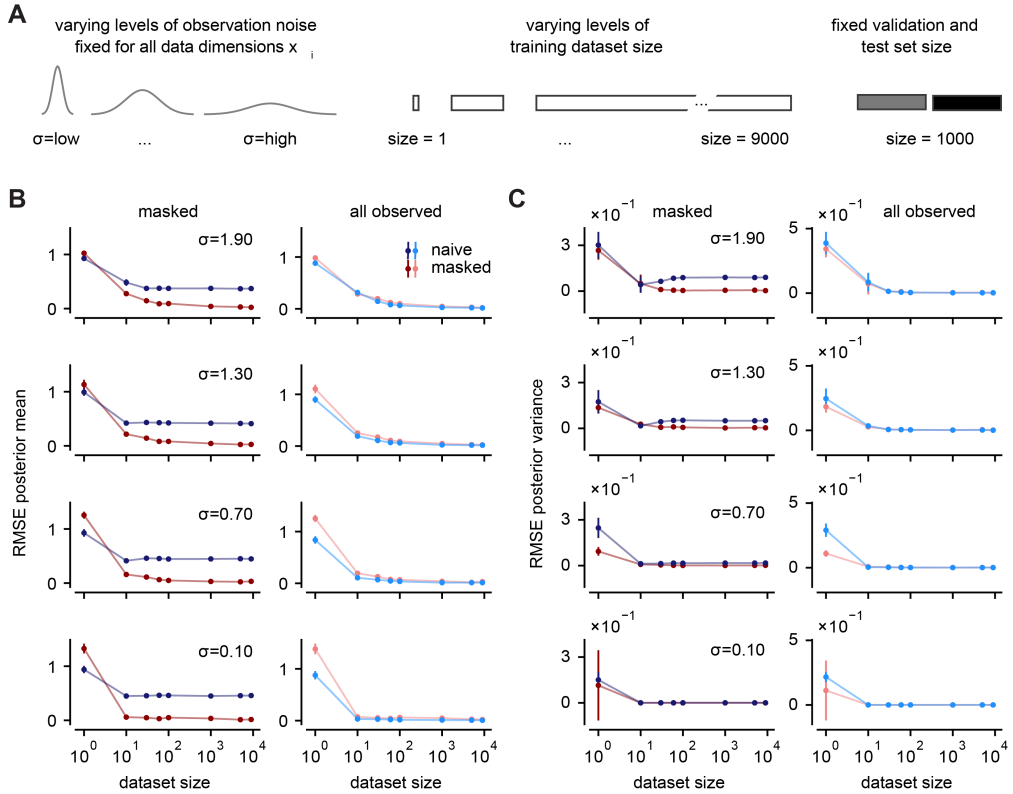 A
varying levels of observation noise
fixed for all data dimensions x i
varying levels of
training dataset size
fixed validation and
test set size
...
σ=low
...
σ=high
size = 1
...
size = 9000
size = 1000
B
masked
all observed
σ=1.90
naive
masked
1
0
1
0
σ=1.30
1
0
1
0
σ=0.70
1
0
1
0
σ=0.10
1
0
1
0
RMSE posterior mean
10^0 10^1 10^2 10^3 10^4
10^0 10^1 10^2 10^3 10^4
dataset size
dataset size
C
×10^-1
masked
×10^-1
all observed
σ=1.90
3
0
5
0
×10^-1
σ=1.30
×10^-1
3
0
5
0
×10^-1
σ=0.70
×10^-1
3
0
5
0
×10^-1
σ=0.10
×10^-1
3
0
5
0
RMSE posterior variance
10^0 10^1 10^2 10^3 10^4
10^0 10^1 10^2 10^3 10^4
dataset size
dataset size